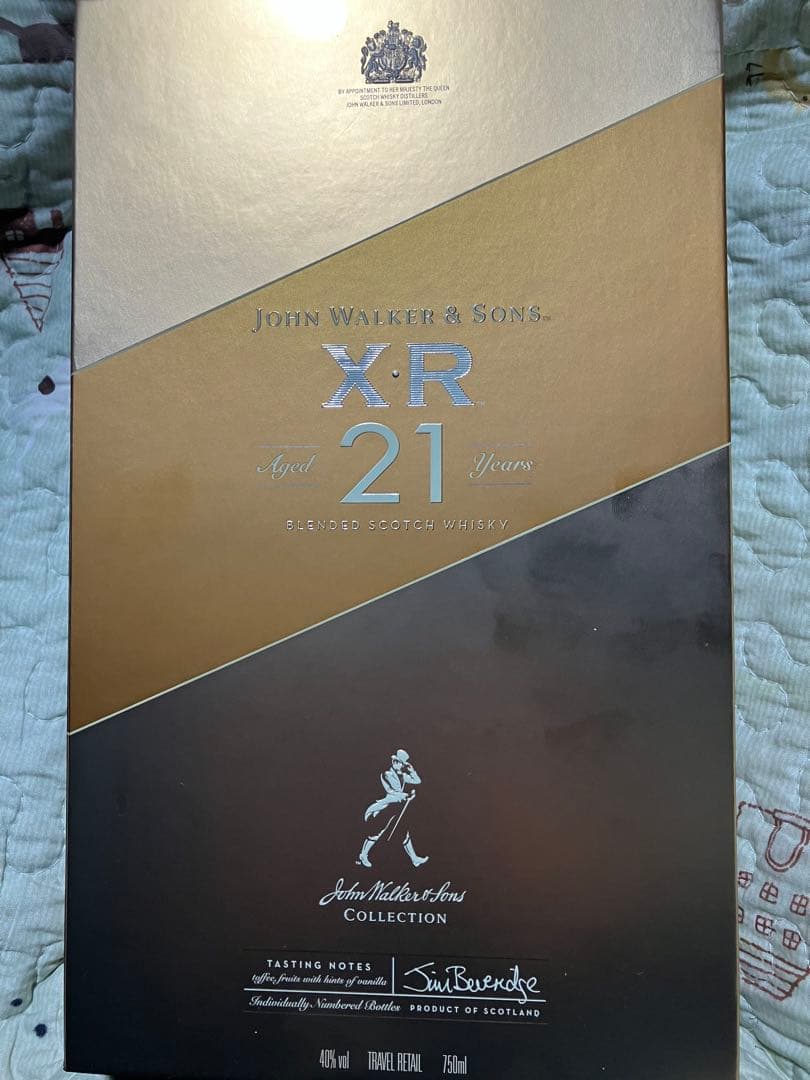 BY APPOINTMENT TO HER MAJESTY THE QUEEN
SCOTCH WHISKY DISTILLERS
JOHN WALKER & SONS LIMITED, LONDON
JOHN WALKER & SONS™
X·R™
Aged 21 Years
BLENDED SCOTCH WHISKY
John Walker & Sons
COLLECTION
TASTING NOTES
toffee, fruits with hints of vanilla
Jim Beveridge
Individually Numbered Bottles
PRODUCT OF SCOTLAND
40% vol TRAVEL RETAIL 750ml